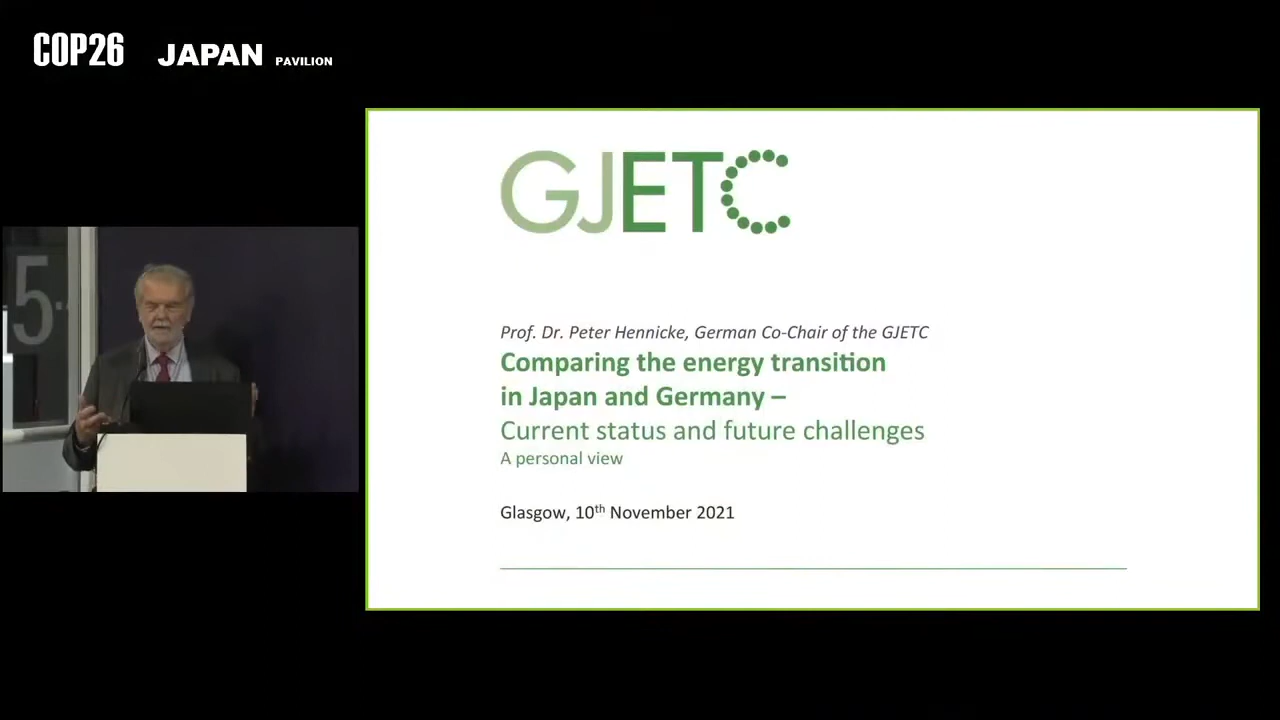 COP26 JAPAN PAVILION
GJETC
Prof. Dr. Peter Hennicke, German Co-Chair of the GJETC
Comparing the energy transition
in Japan and Germany –
Current status and future challenges
A personal view
Glasgow, 10th November 2021
5.